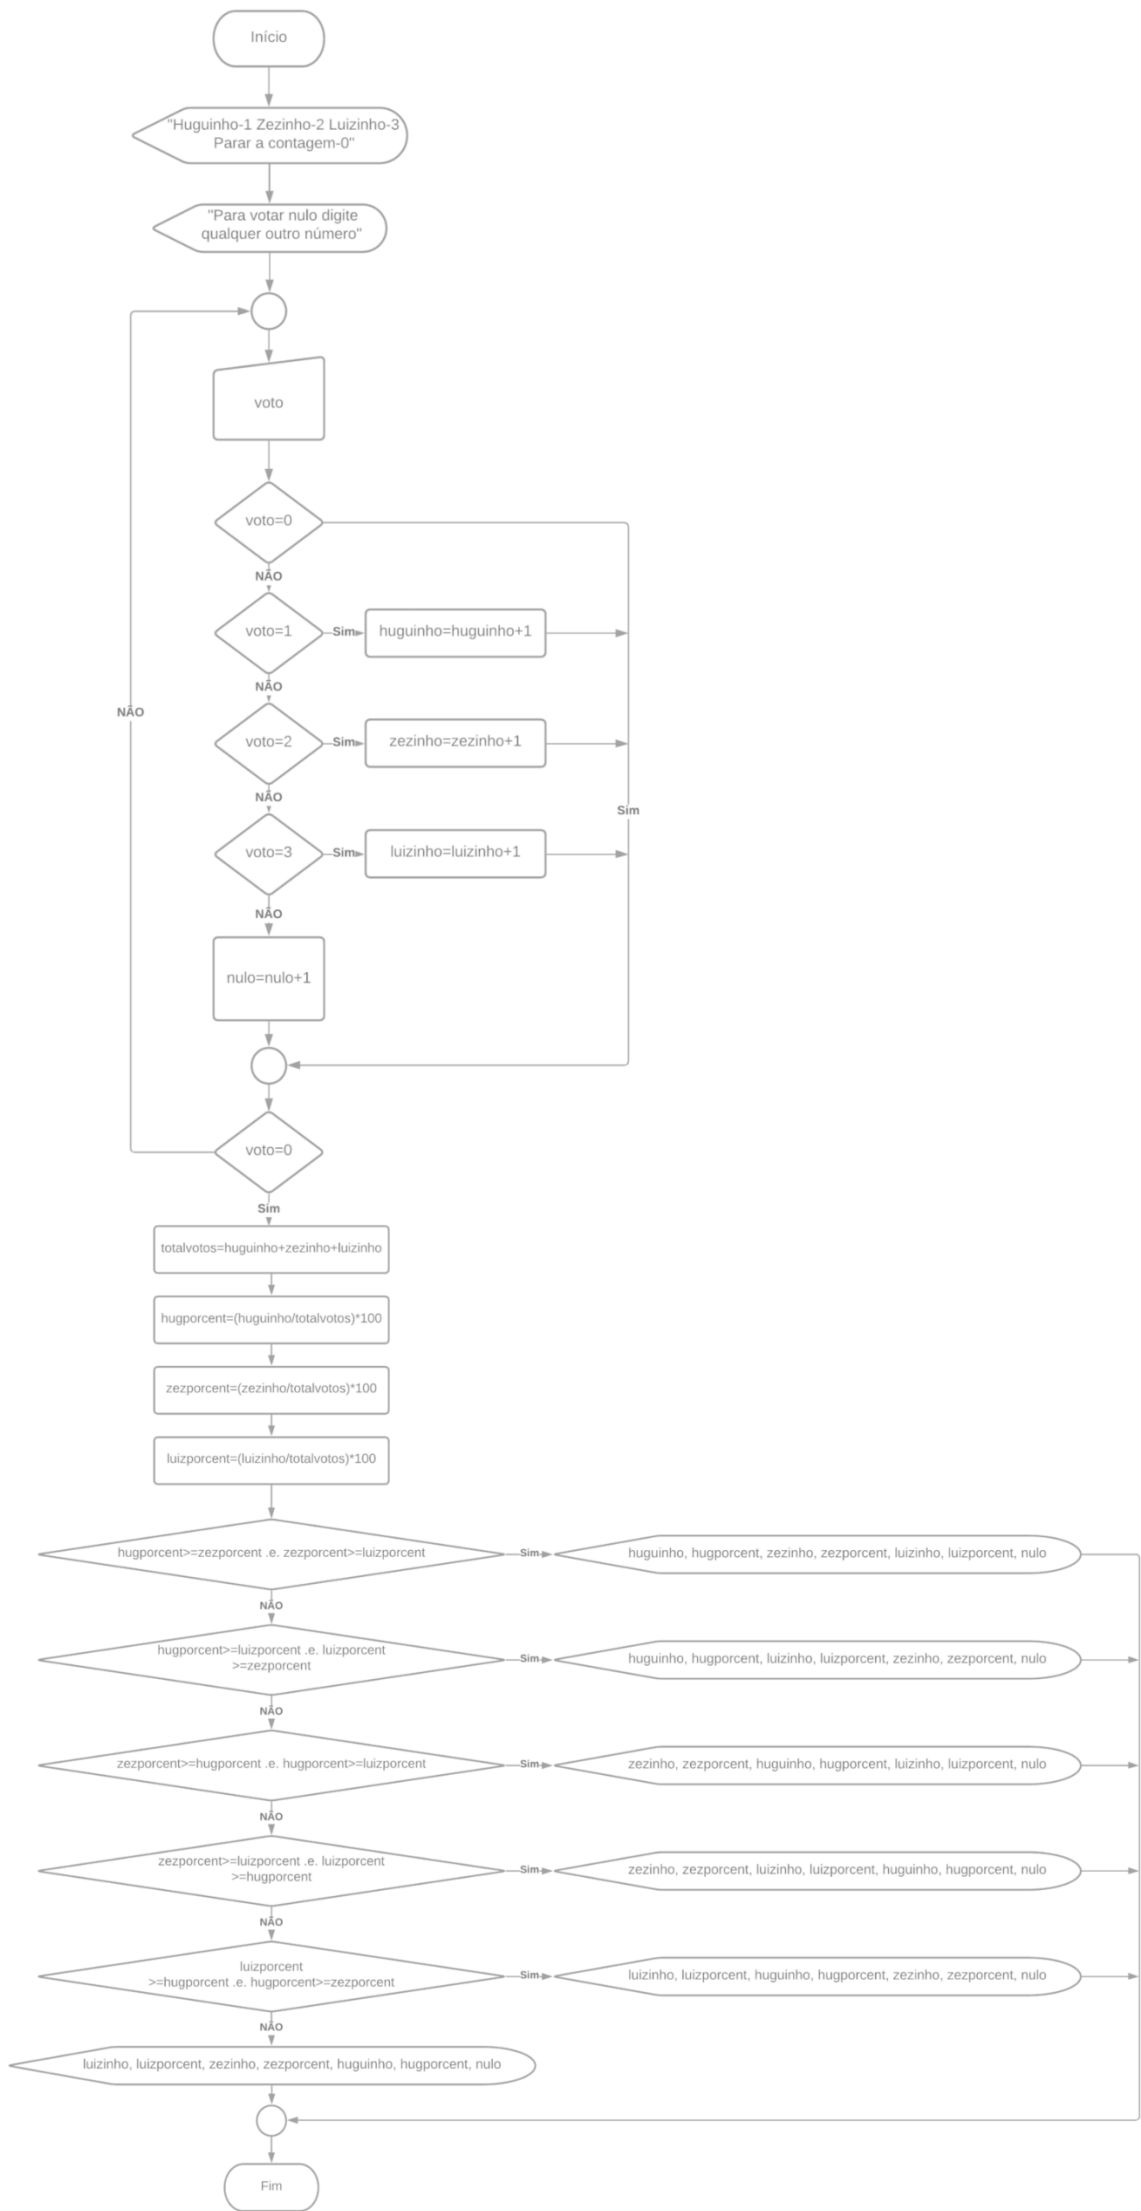 Início
"Huguinho-1 Zezinho-2 Luizinho-3
Parar a contagem-0"
"Para votar nulo digite
qualquer outro número"
voto
voto=0
NÃO
voto=1
Sim
huguinho=huguinho+1
NÃO
NÃO
voto=2
Sim
zezinho=zezinho+1
NÃO
Sim
voto=3
Sim
luizinho=luizinho+1
NÃO
nulo=nulo+1
voto=0
Sim
totalvotos=huguinho+zezinho+luizinho
hugporcent=(huguinho/totalvotos)*100
zezporcent=(zezinho/totalvotos)*100
luizporcent=(luizinho/totalvotos)*100
hugporcent>=zezporcent .e. zezporcent>=luizporcent
Sim
huguinho, hugporcent, zezinho, zezporcent, luizinho, luizporcent, nulo
NÃO
hugporcent>=luizporcent .e. luizporcent
>=zezporcent
Sim
huguinho, hugporcent, luizinho, luizporcent, zezinho, zezporcent, nulo
NÃO
zezporcent>=hugporcent .e. hugporcent>=luizporcent
Sim
zezinho, zezporcent, huguinho, hugporcent, luizinho, luizporcent, nulo
NÃO
zezporcent>=luizporcent .e. luizporcent
>=hugporcent
Sim
zezinho, zezporcent, luizinho, luizporcent, huguinho, hugporcent, nulo
NÃO
luizporcent
>=hugporcent .e. hugporcent>=zezporcent
Sim
luizinho, luizporcent, huguinho, hugporcent, zezinho, zezporcent, nulo
NÃO
luizinho, luizporcent, zezinho, zezporcent, huguinho, hugporcent, nulo
Fim